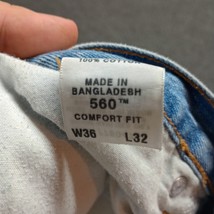 100% COTTON
MADE IN
BANGLADESH
560™
COMFORT FIT
W36 L32